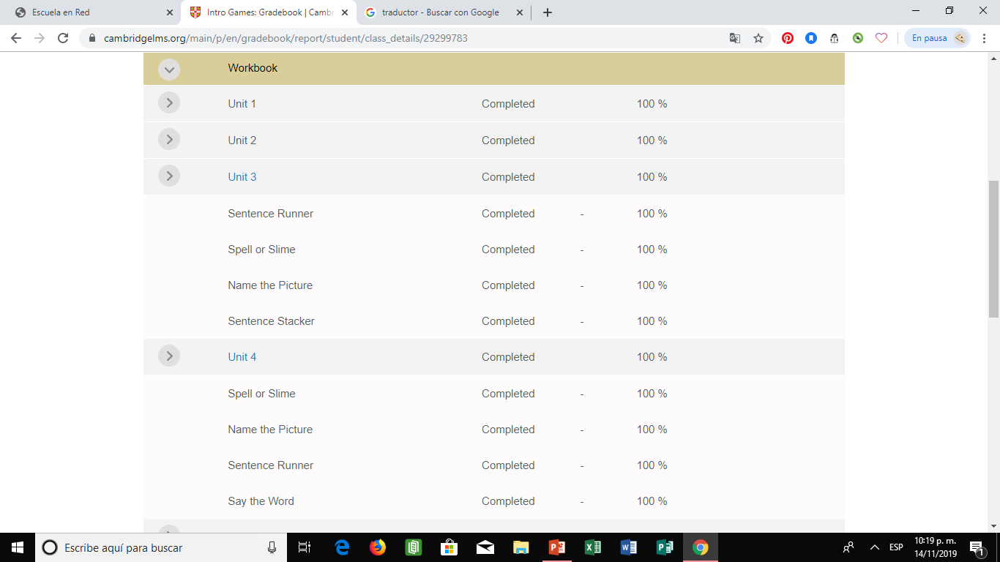 Escuela en Red
Intro Games: Gradebook | Cambr
traductor - Buscar con Google
cambridgelms.org/main/p/en/gradebook/report/student/class_details/29299783
En pausa
Workbook
Unit 1 Completed 100 %
Unit 2 Completed 100 %
Unit 3 Completed 100 %
Sentence Runner Completed - 100 %
Spell or Slime Completed - 100 %
Name the Picture Completed - 100 %
Sentence Stacker Completed - 100 %
Unit 4 Completed 100 %
Spell or Slime Completed - 100 %
Name the Picture Completed - 100 %
Sentence Runner Completed - 100 %
Say the Word Completed - 100 %
Escribe aquí para buscar
ESP
10:19 p. m.
14/11/2019
1